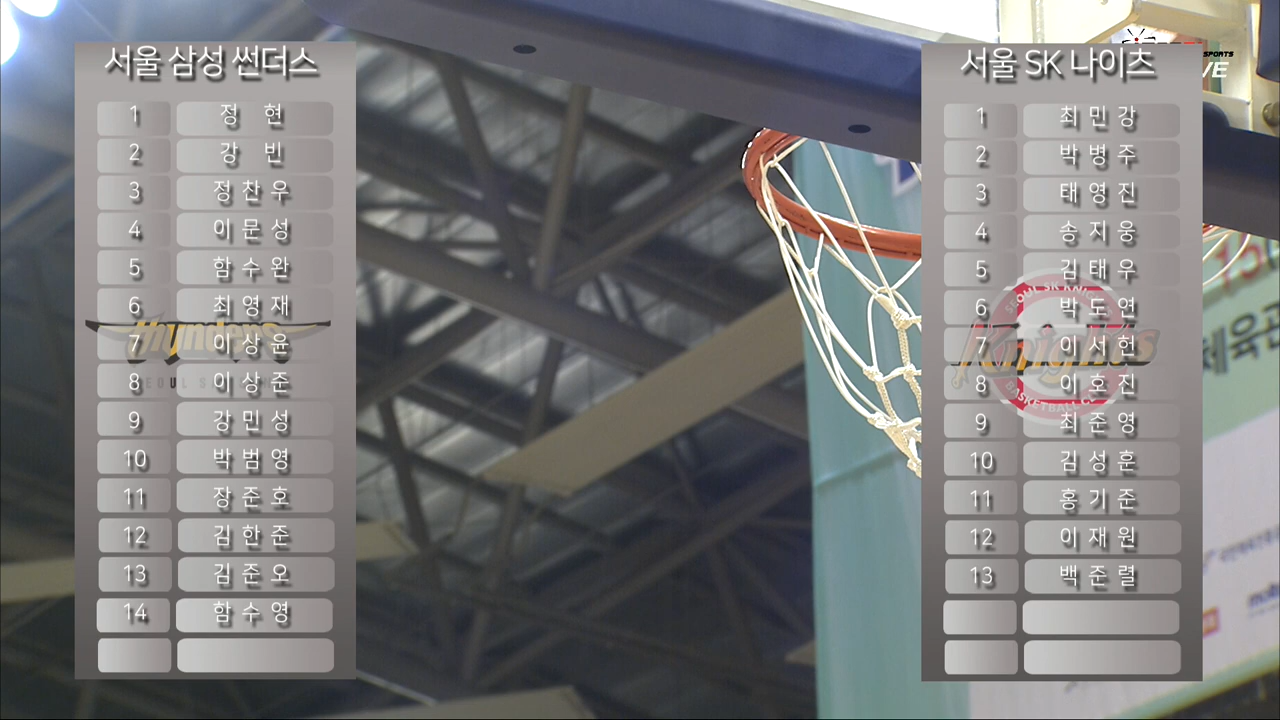 서울 삼성 썬더스
1 정 현
2 강 빈
3 정찬우
4 이문성
5 함수완
6 최영재
7 이상윤
8 이상준
9 강민성
10 박범영
11 장준호
12 김한준
13 김준오
14 함수영
thunders
서울 SK 나이츠
1 최민강
2 박병주
3 태영진
4 송지웅
5 김태우
6 박도연
7 이서헌
8 이호진
9 최준영
10 김성훈
11 홍기준
12 이재원
13 백준렬
Knights
SPORTS
체육관